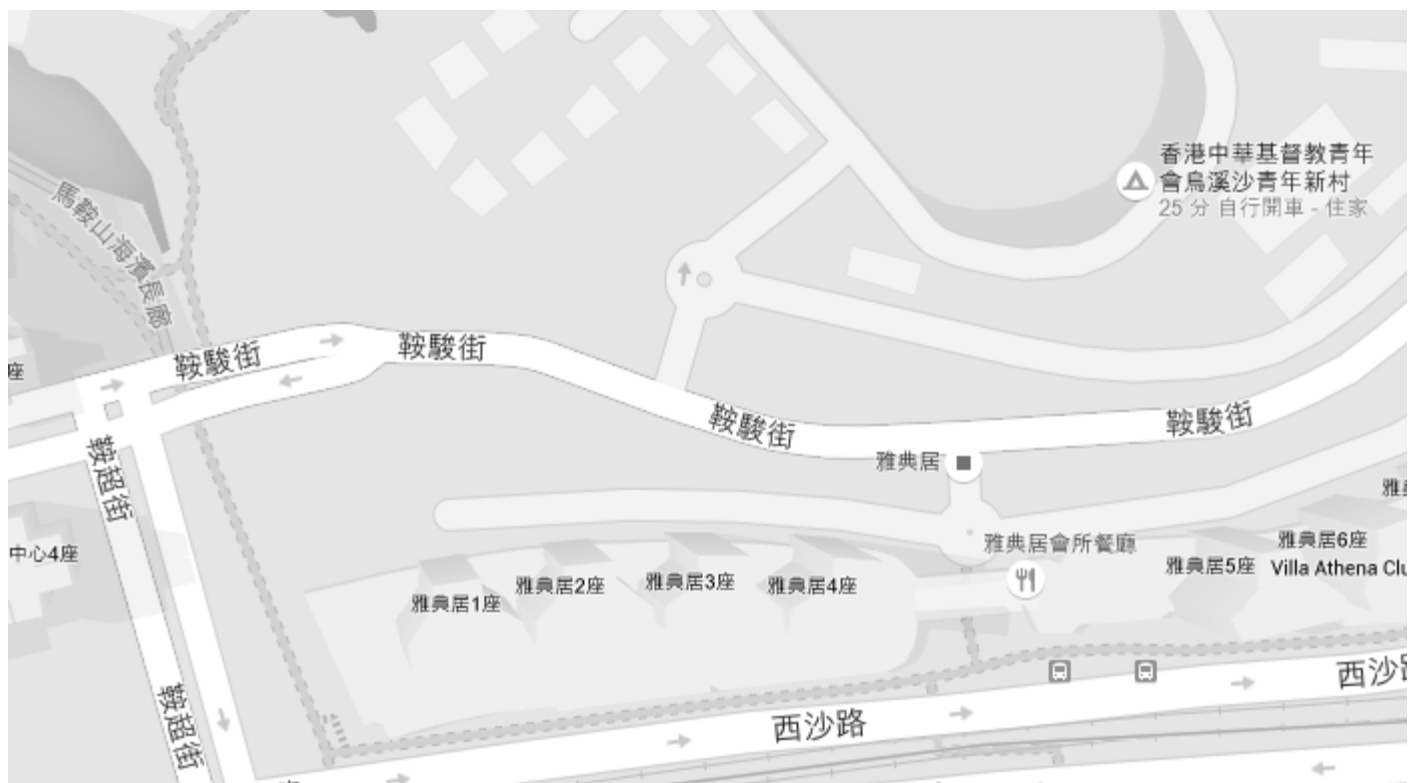 香港中華基督教青年
會烏溪沙青年新村
25 分 自行開車 - 住家
馬鞍山海濱長廊
鞍駿街
鞍駿街
座
鞍駿街
鞍駿街
鞍超街
雅典居
雅典居會所餐廳
中心4座
雅典居6座
雅典居5座
Villa Athena Clu
雅典居1座
雅典居2座
雅典居3座
雅典居4座
鞍超街
西沙路
西沙